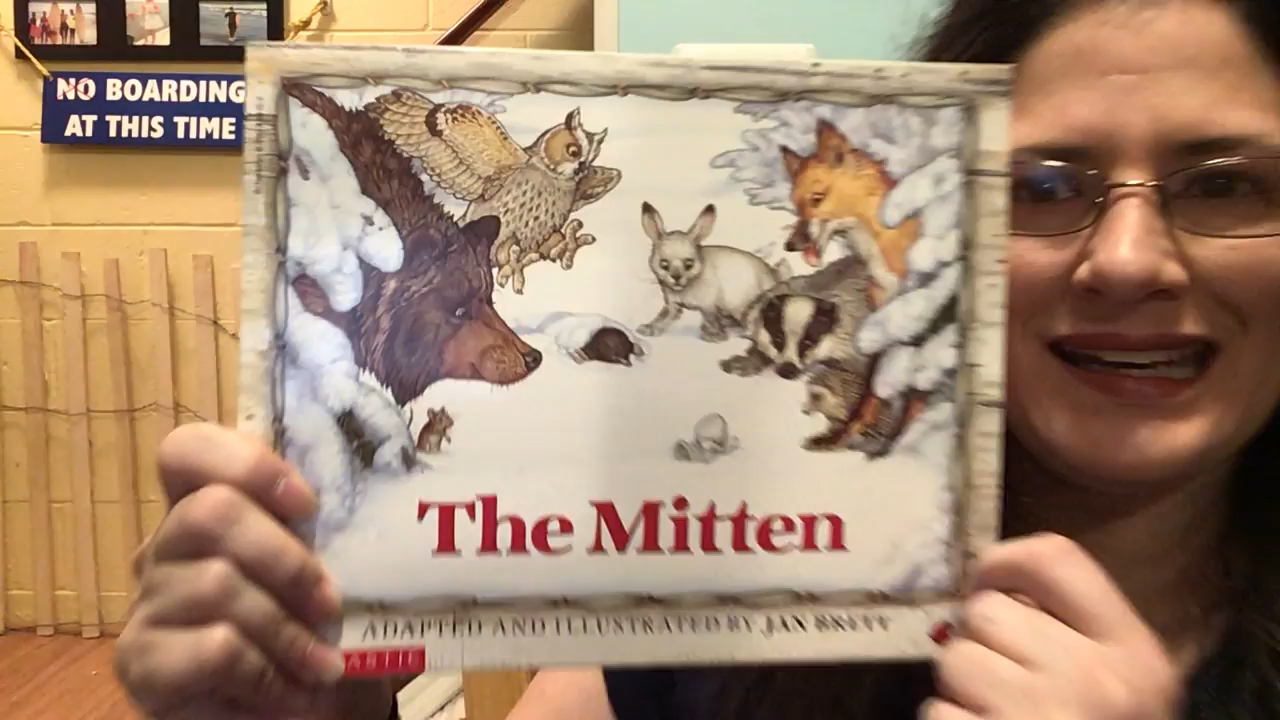 NO BOARDING
AT THIS TIME
The Mitten
ADAPTED AND ILLUSTRATED BY JAN BRETT